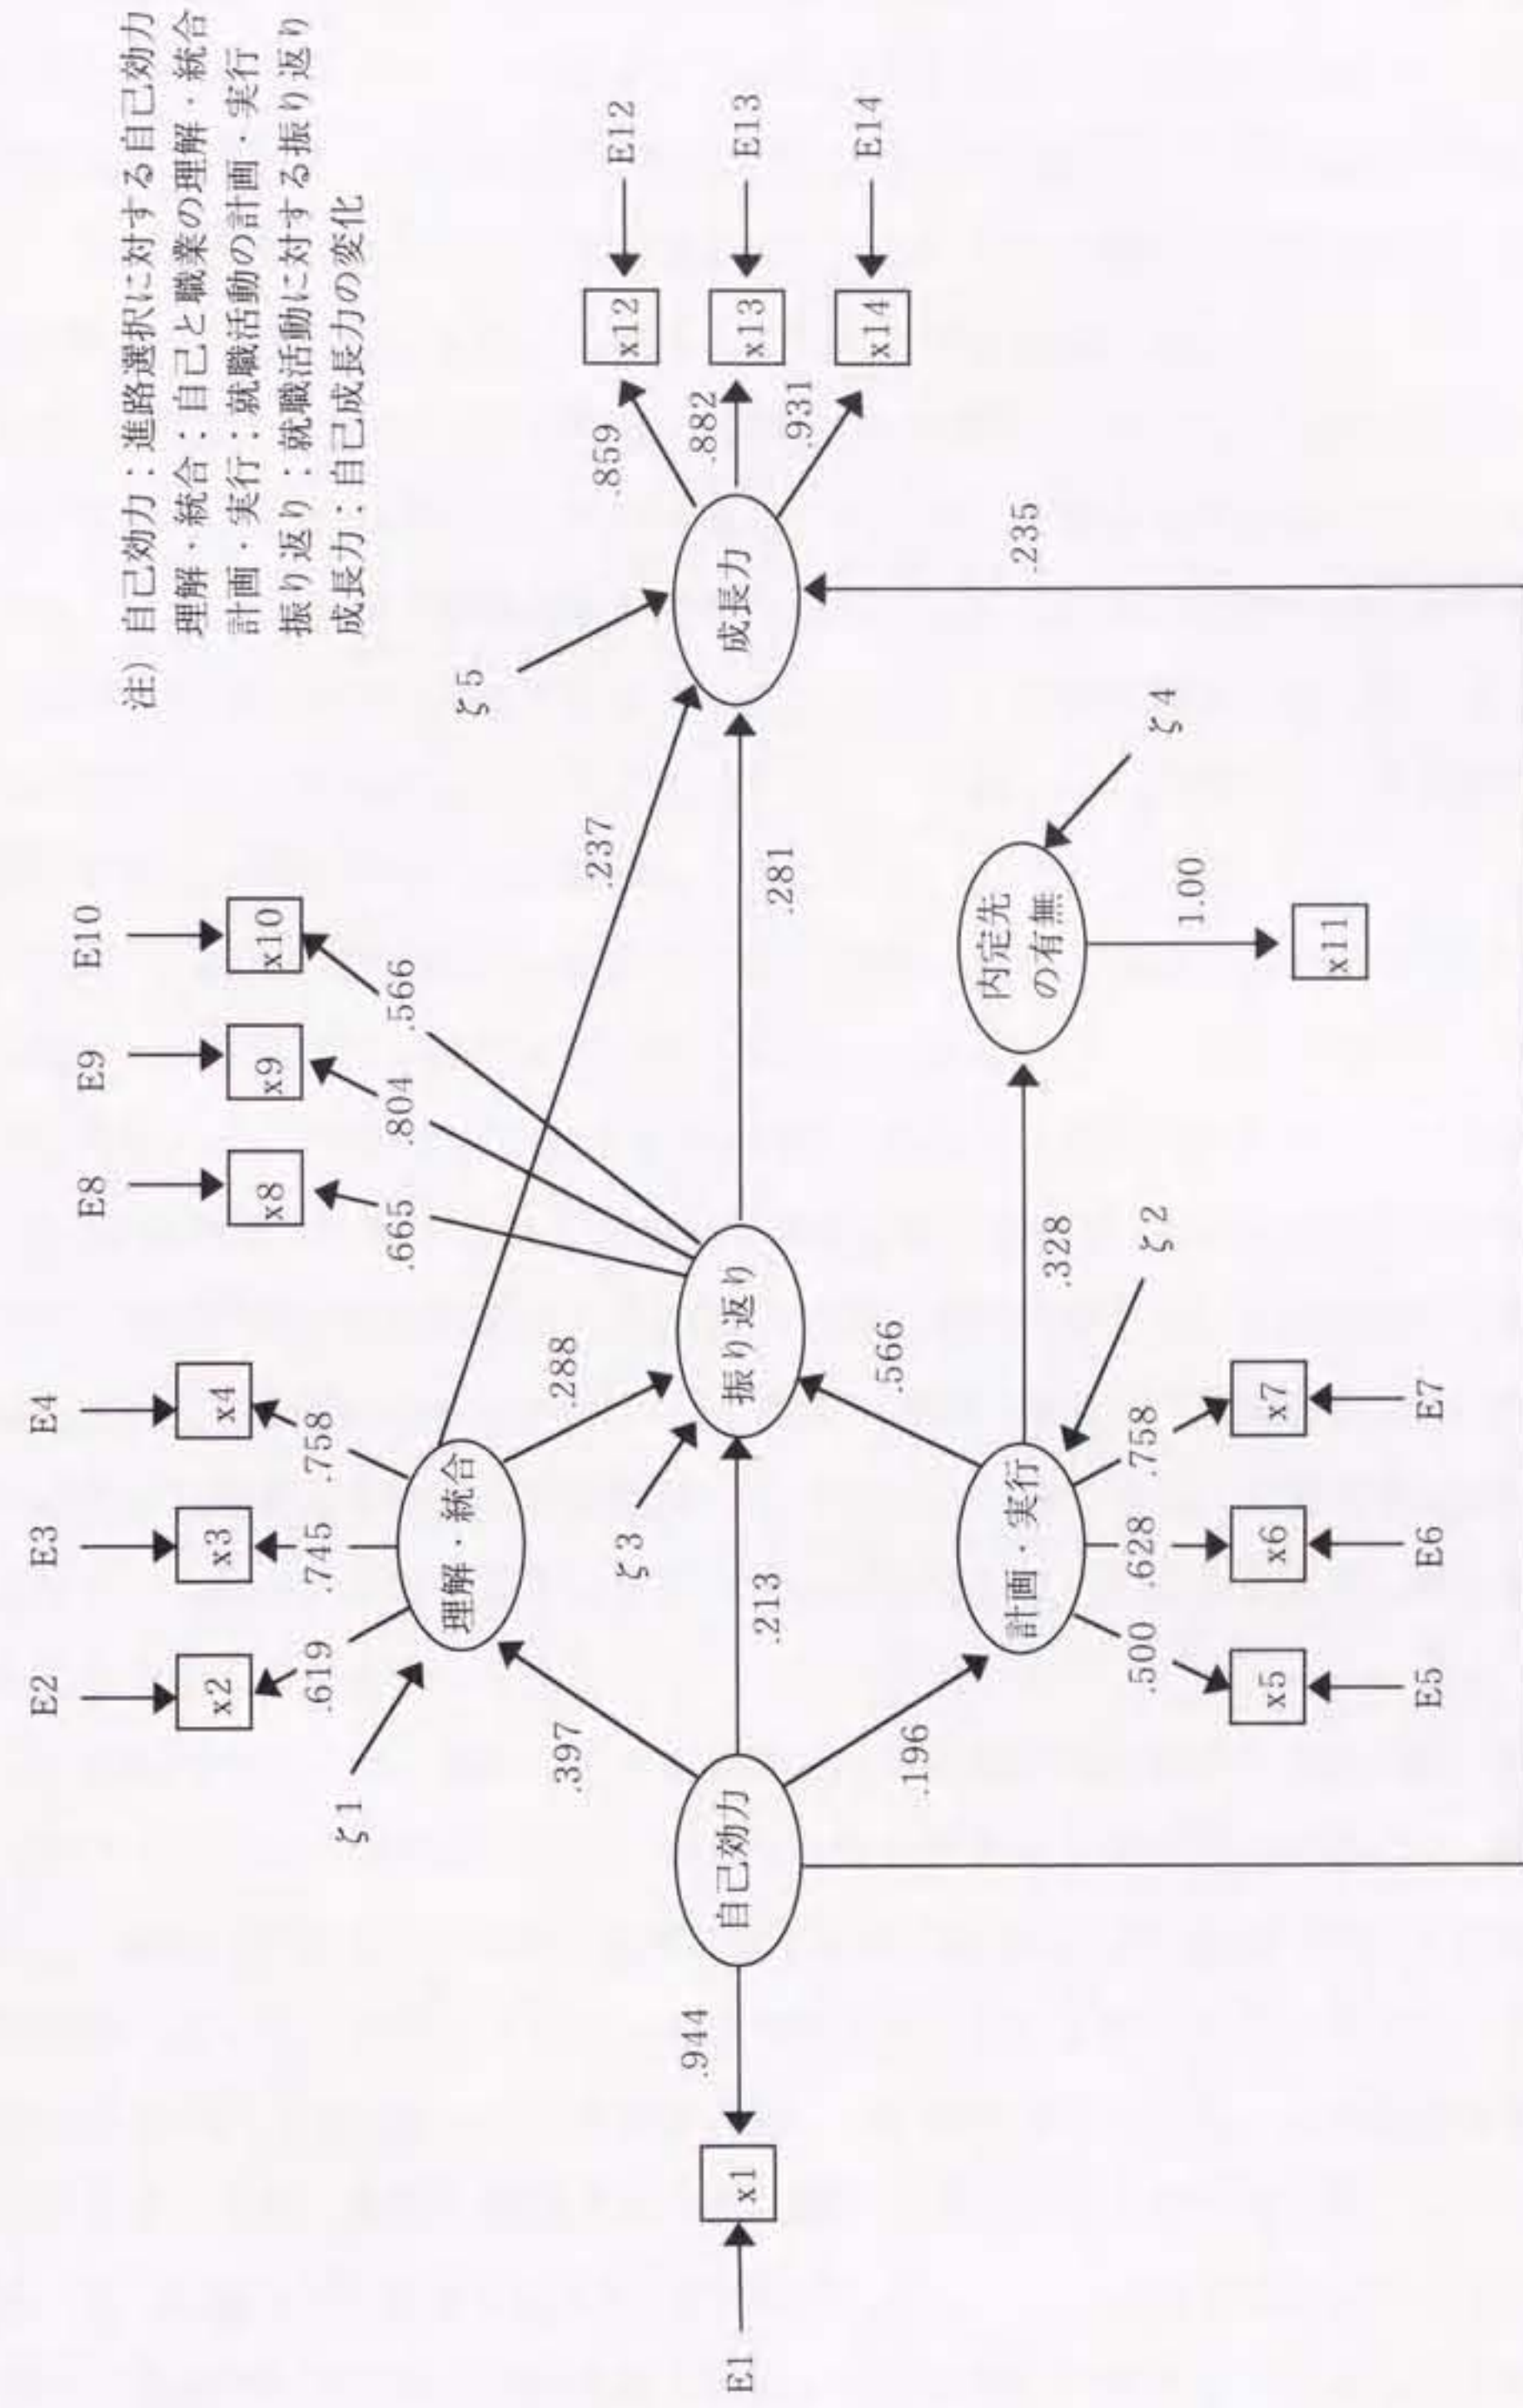 注) 自己効力：進路選択に対する自己効力
理解・統合：自己と職業の理解・統合
計画・実行：就職活動の計画・実行
振り返り：就職活動に対する振り返り
成長力：自己成長力の変化
E2 E3 E4 E8 E9 E10
x2 x3 x4 x8 x9 x10
.619 .745 .758 .665 .804 .566
ζ1
理解・統合
ζ5
.237
.397
.288
ζ3
.859
x12
E12
E1
x1
.944
自己効力
.213
振り返り
.281
成長力
.882
x13
E13
.931
x14
E14
.196
.566
計画・実行
.328
内定先
の有無
.235
.500 .628 .758
ζ2
ζ4
1.00
x5 x6 x7
x11
E5 E6 E7